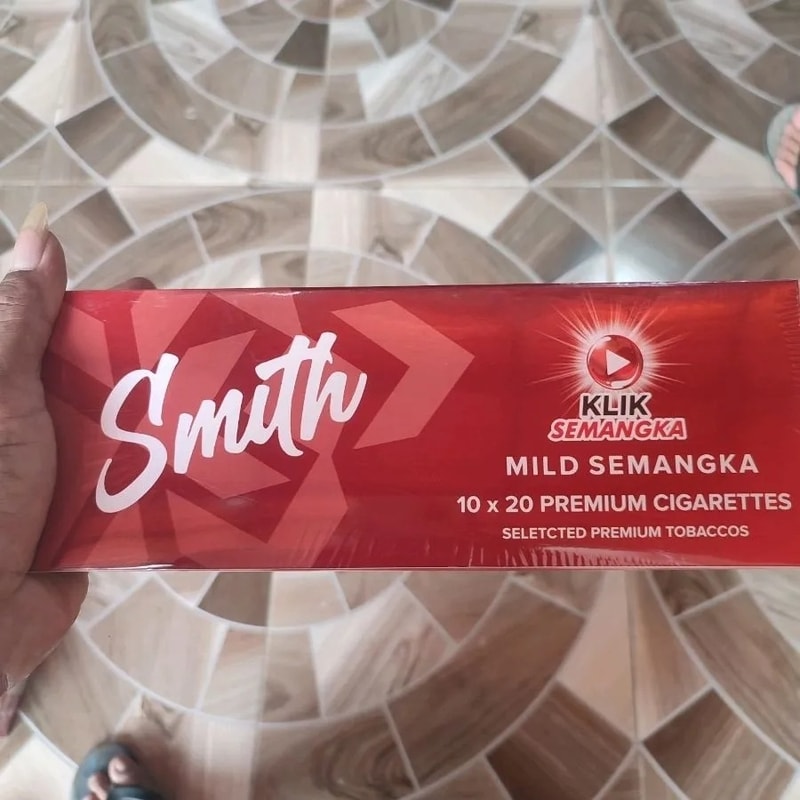 Smith
KLIK
SEMANGKA
MILD SEMANGKA
10 x 20 PREMIUM CIGARETTES
SELETCTED PREMIUM TOBACCOS